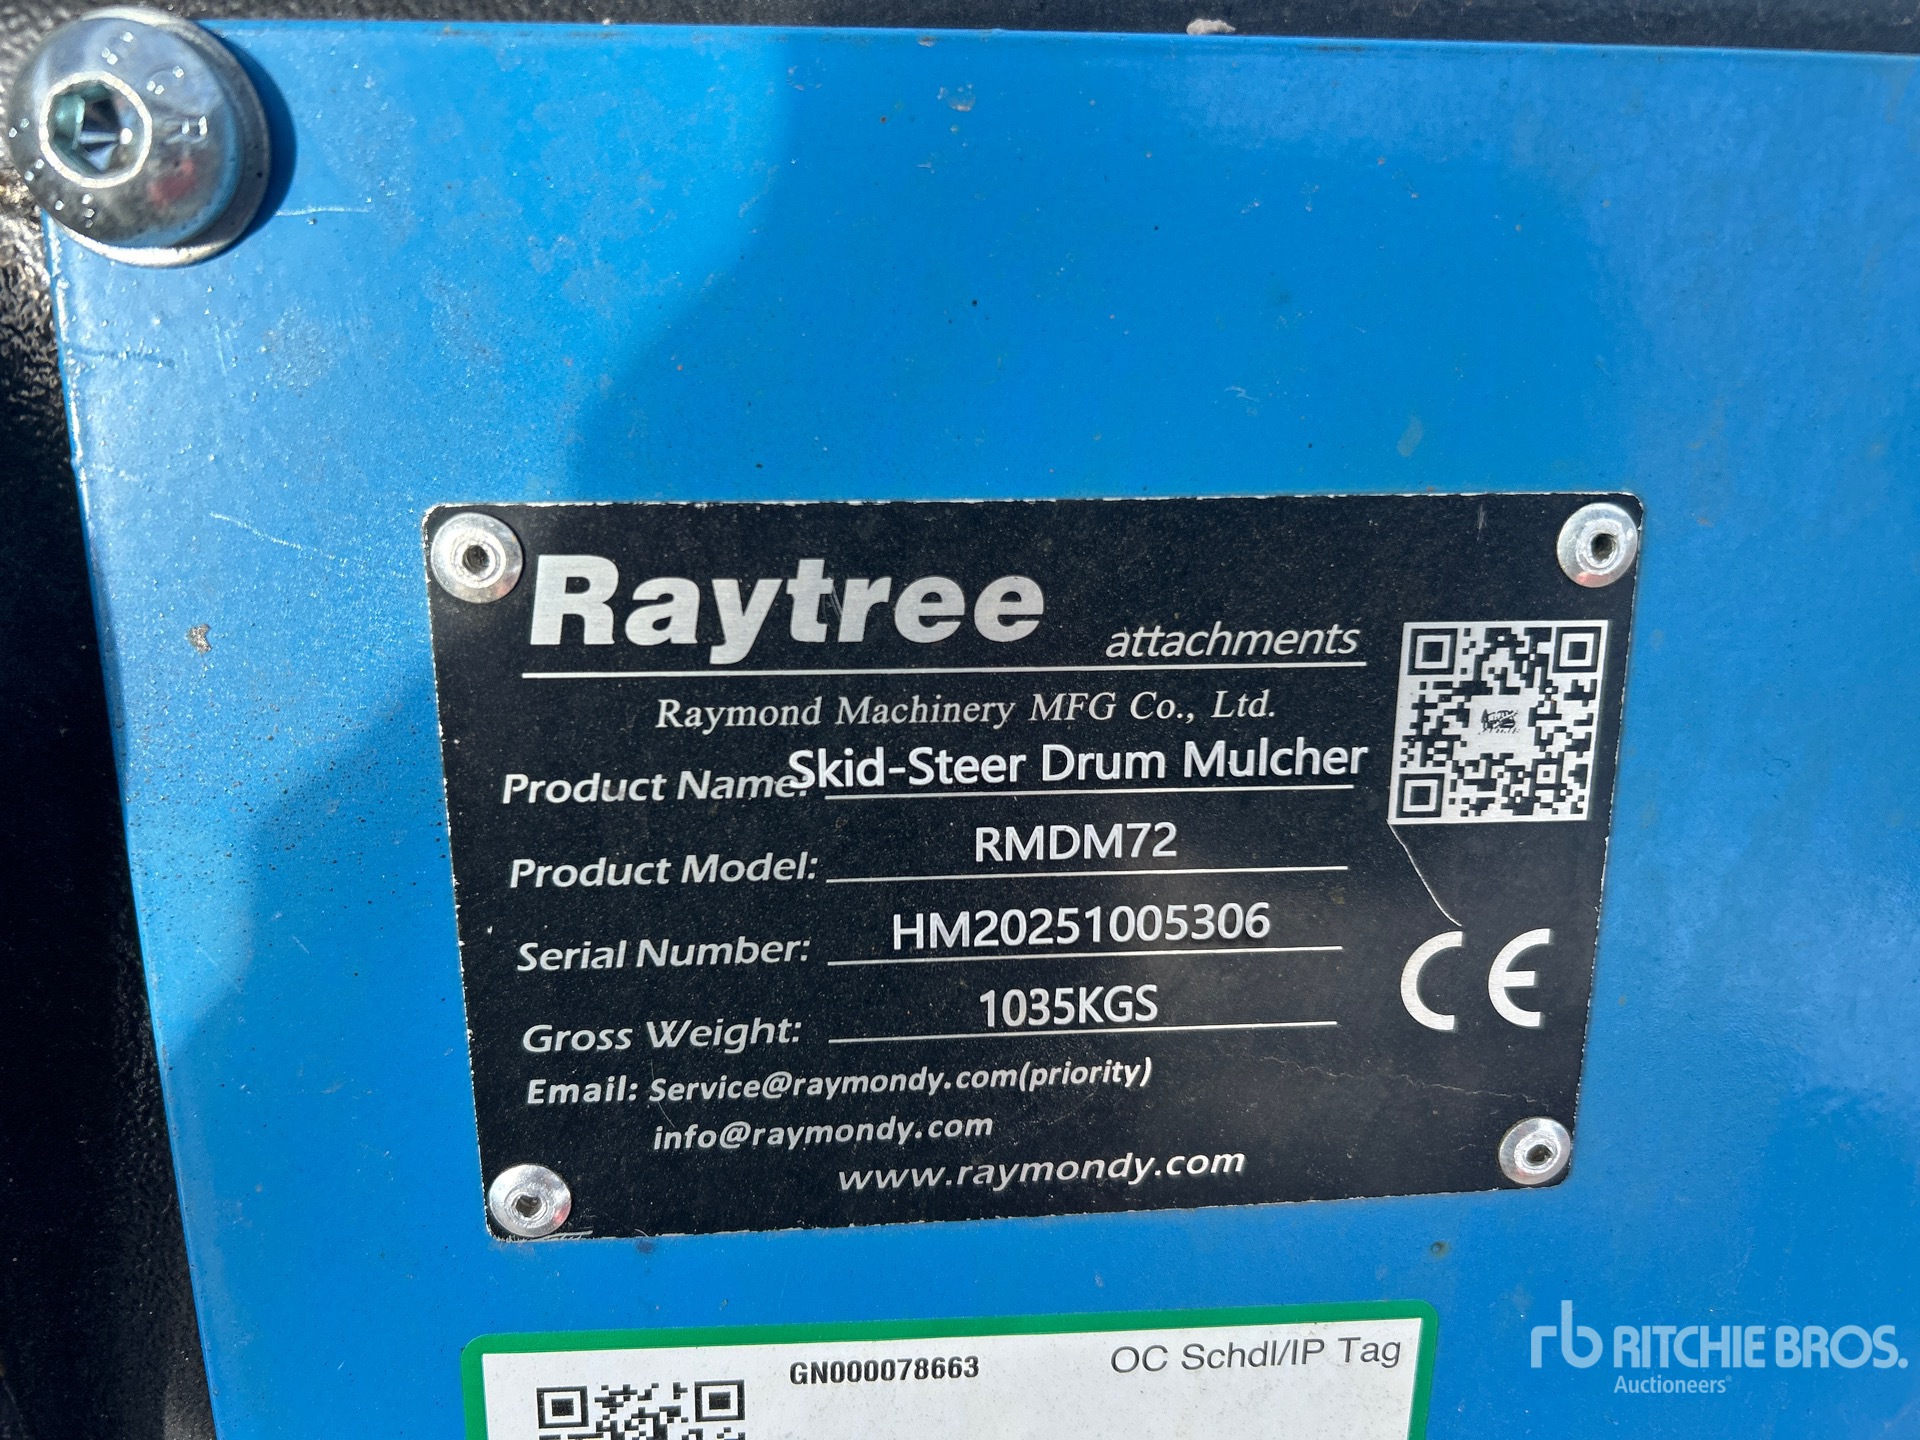 Raytree
attachments
Raymond Machinery MFG Co., Ltd.
Product Name: Skid-Steer Drum Mulcher
Product Model: RMDM72
Serial Number: HM20251005306
Gross Weight: 1035KGS
Email: Service@raymondy.com(priority)
info@raymondy.com
www.raymondy.com
CE
GN000078663 OC Schdl/IP Tag
rb RITCHIE BROS.
Auctioneers